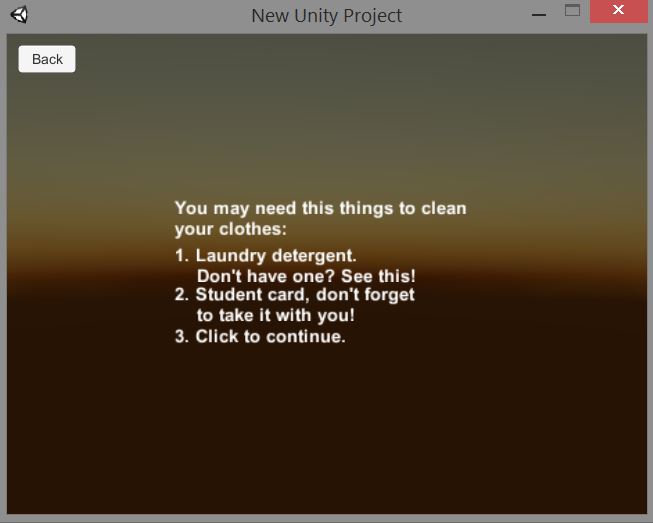 New Unity Project
Back
You may need this things to clean
your clothes:
1. Laundry detergent.
Don't have one? See this!
2. Student card, don't forget
to take it with you!
3. Click to continue.